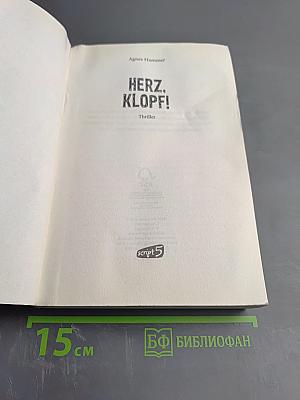 Agnes Hammer
HERZ,
KLOPF!
Thriller
script5
15 см
БФ БИБЛИОФАН